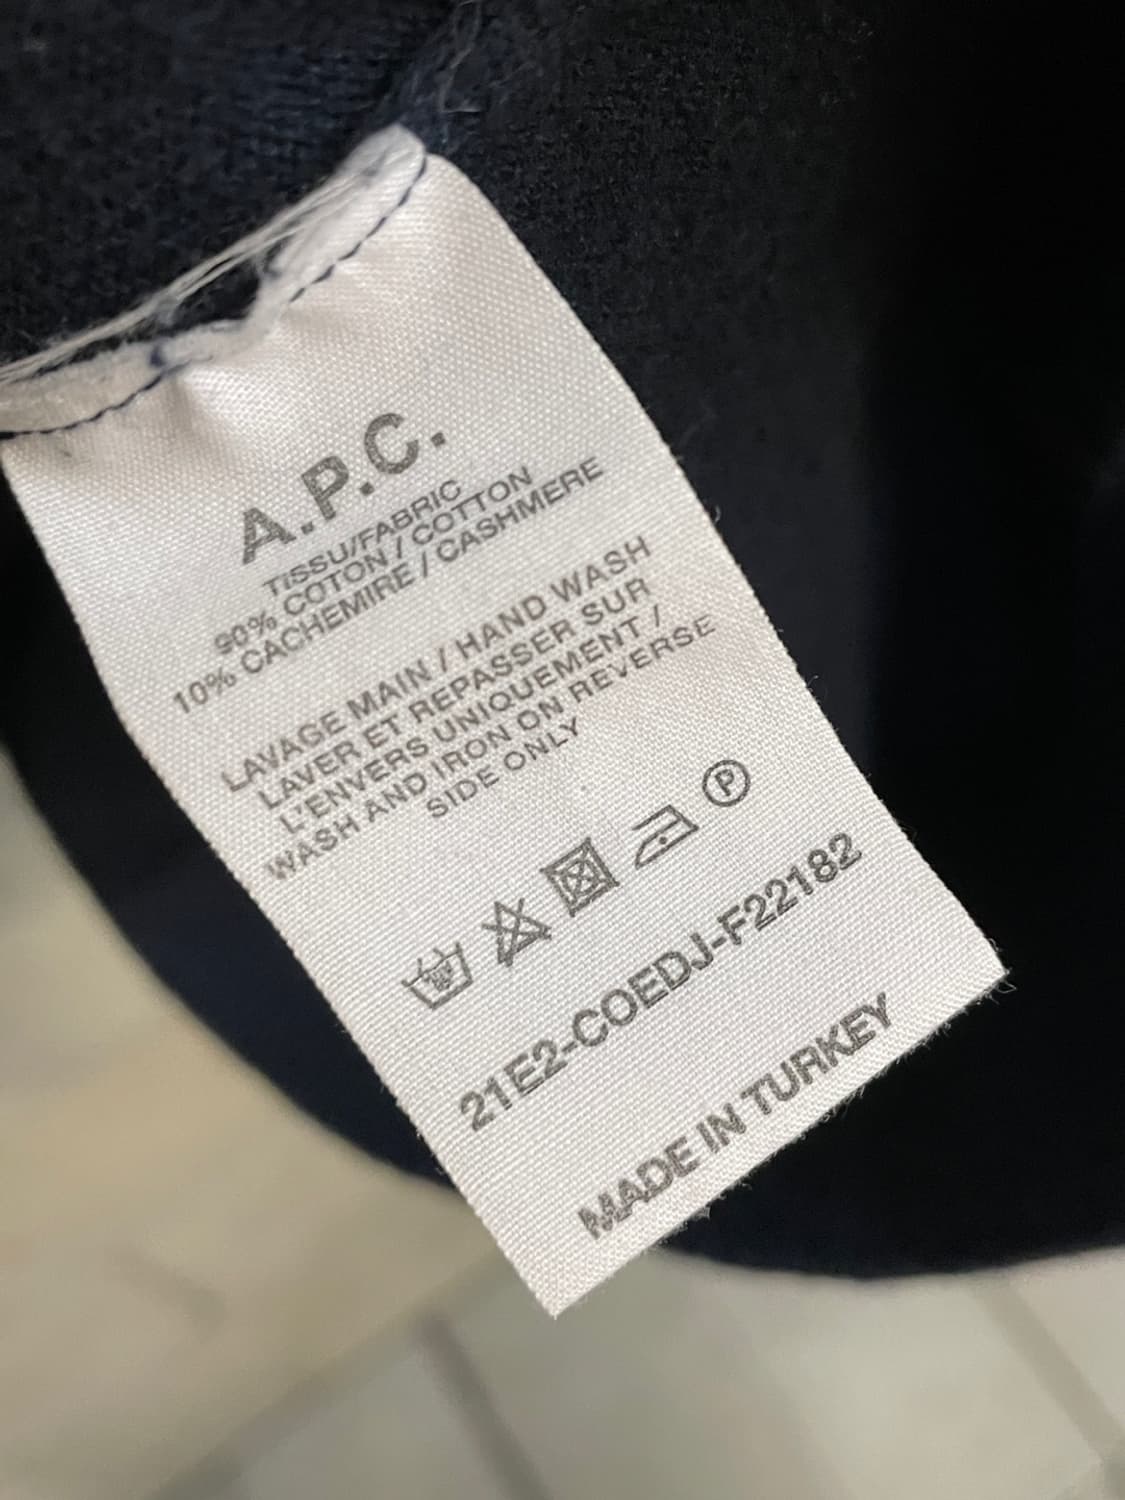 A.P.C.
TISSU/FABRIC
90% COTON / COTTON
10% CACHEMIRE / CASHMERE
LAVAGE MAIN / HAND WASH
LAVER ET REPASSER SUR
L'ENVERS UNIQUEMENT /
WASH AND IRON ON REVERSE
SIDE ONLY
P
21E2-COEDJ-F22182
MADE IN TURKEY